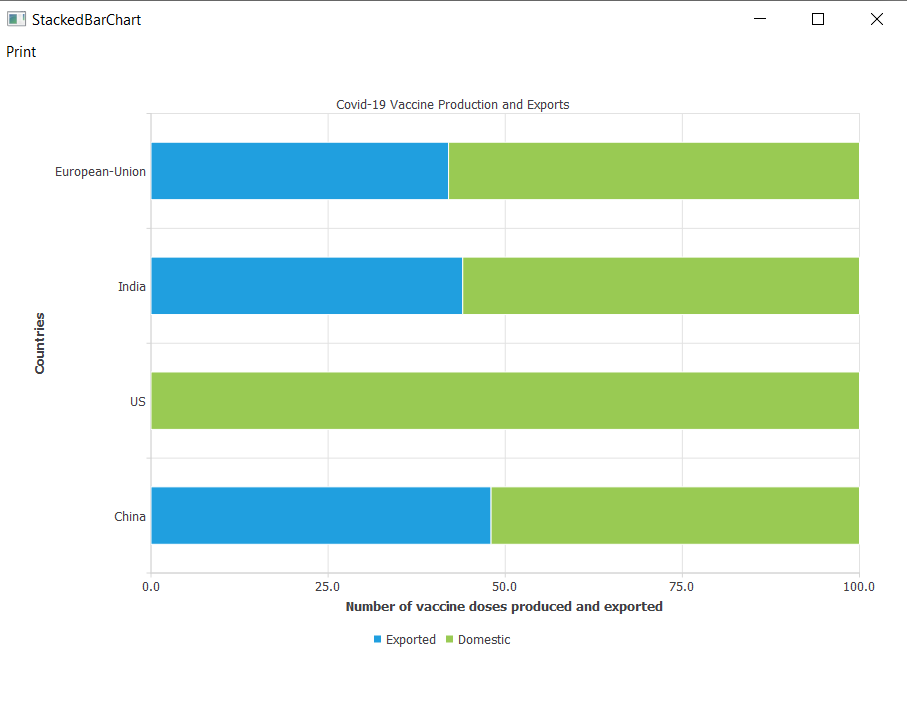 StackedBarChart
Print
Covid-19 Vaccine Production and Exports
European-Union
India
US
China
Countries
0.0 25.0 50.0 75.0 100.0
Number of vaccine doses produced and exported
Exported Domestic